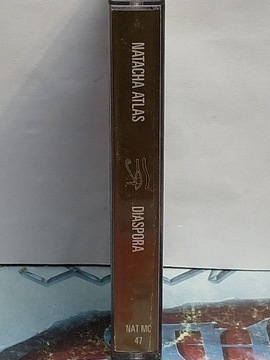 NATACHA ATLAS
DIASPORA
NAT MC
47